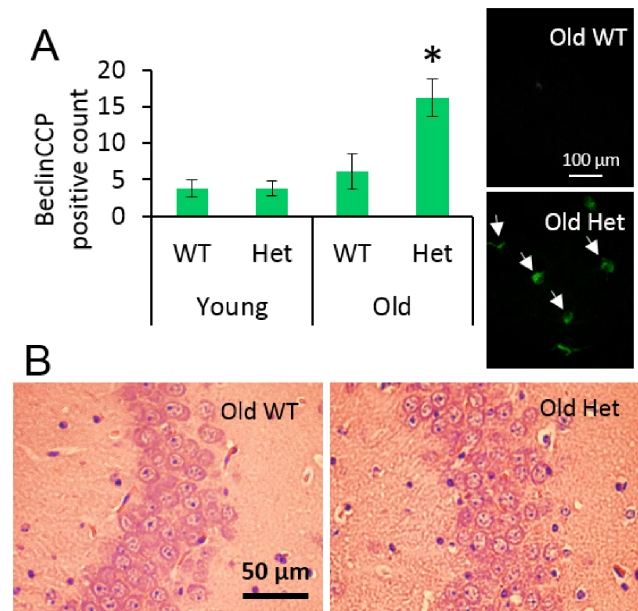 A
BeclinCCP
positive count
20
15
10
5
0
*
WT
Het
WT
Het
Young
Old
Old WT
100 μm
Old Het
B
Old WT
50 μm
Old Het